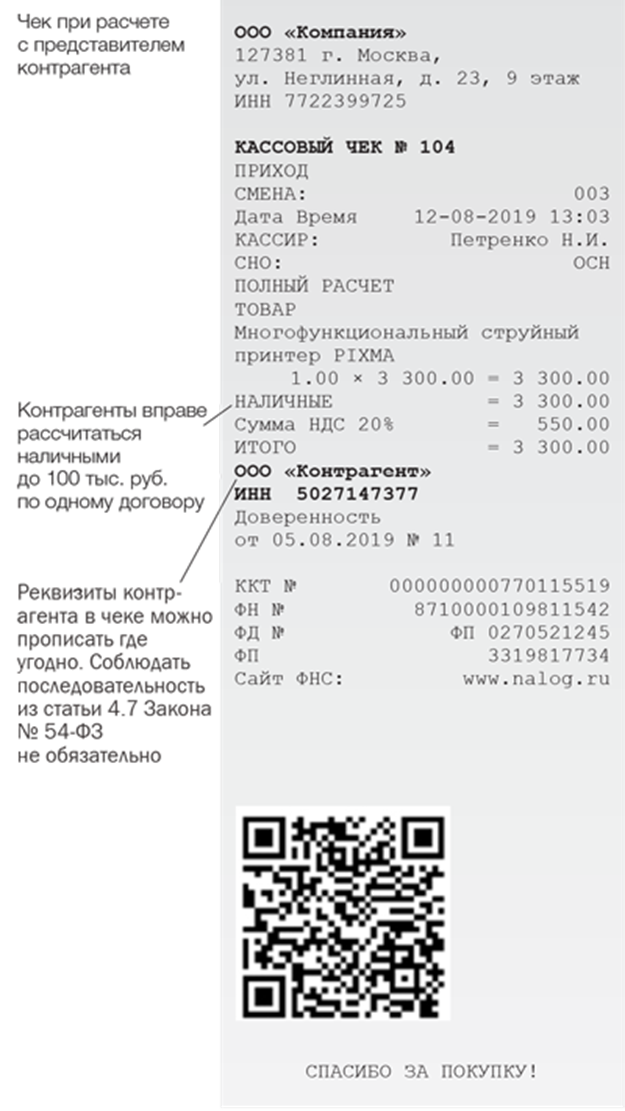 Чек при расчете
с представителем
контрагента
ООО «Компания»
127381 г. Москва,
ул. Неглинная, д. 23, 9 этаж
ИНН 7722399725
КАССОВЫЙ ЧЕК № 104
ПРИХОД
СМЕНА: 003
Дата Время 12-08-2019 13:03
КАССИР: Петренко Н.И.
СНО: ОСН
ПОЛНЫЙ РАСЧЕТ
ТОВАР
Многофункциональный струйный
принтер PIXMA
1.00 × 3 300.00 = 3 300.00
НАЛИЧНЫЕ = 3 300.00
Сумма НДС 20% = 550.00
ИТОГО = 3 300.00
ООО «Контрагент»
ИНН 5027147377
Доверенность
от 05.08.2019 № 11
Контрагенты вправе
рассчитаться
наличными
до 100 тыс. руб.
по одному договору
Реквизиты контр-
агента в чеке можно
прописать где
угодно. Соблюдать
последовательность
из статьи 4.7 Закона
№ 54-ФЗ
не обязательно
ККТ № 000000000770115519
ФН № 8710000109811542
ФД № ФП 0270521245
ФП 3319817734
Сайт ФНС: www.nalog.ru
СПАСИБО ЗА ПОКУПКУ!